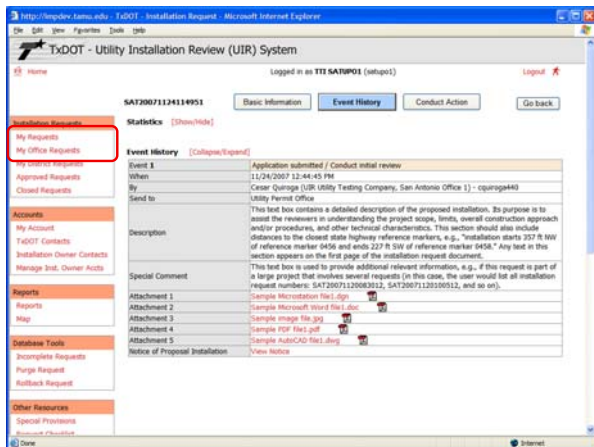 http://impdev.tamu.edu - TxDOT - Installation Request - Microsoft Internet Explorer
File Edit View Favorites Tools Help
TxDOT - Utility Installation Review (UIR) System
Home
Logged in as TTI SATUPO1 (satupo1)
Logout
SAT20071124114951
Basic Information
Event History
Conduct Action
Go back
Installation Requests
My Requests
My Office Requests
My District Requests
Approved Requests
Closed Requests
Accounts
My Account
TxDOT Contacts
Installation Owner Contacts
Manage Inst. Owner Accts
Reports
Reports
Map
Database Tools
Incomplete Requests
Purge Request
Rollback Request
Other Resources
Special Provisions
Request Checklist
Statistics [Show/Hide]
Event History [Collapse/Expand]
Event 1 Application submitted / Conduct initial review
When 11/24/2007 12:44:45 PM
By Cesar Quiroga (UIR Utility Testing Company, San Antonio Office 1) - cquiroga440
Send to Utility Permit Office
Description
This text box contains a detailed description of the proposed installation. Its purpose is to
assist the reviewers in understanding the project scope, limits, overall construction approach
and/or procedures, and other technical characteristics. This section should also include
distances to the closest state highway reference markers, e.g., "installation starts 357 ft NW
of reference marker 0456 and ends 227 ft SW of reference marker 0458." Any text in this
section appears on the first page of the installation request document.
Special Comment
This text box is used to provide additional relevant information, e.g., if this request is part of
a large project that involves several requests (in this case, the user would list all installation
request numbers: SAT20071120083012, SAT20071120100512, and so on).
Attachment 1 Sample Microstation file1.dgn
Attachment 2 Sample Microsoft Word file1.doc
Attachment 3 Sample image file.jpg
Attachment 4 Sample PDF file1.pdf
Attachment 5 Sample AutoCAD file1.dwg
Notice of Proposal Installation View Notice
Done
Internet